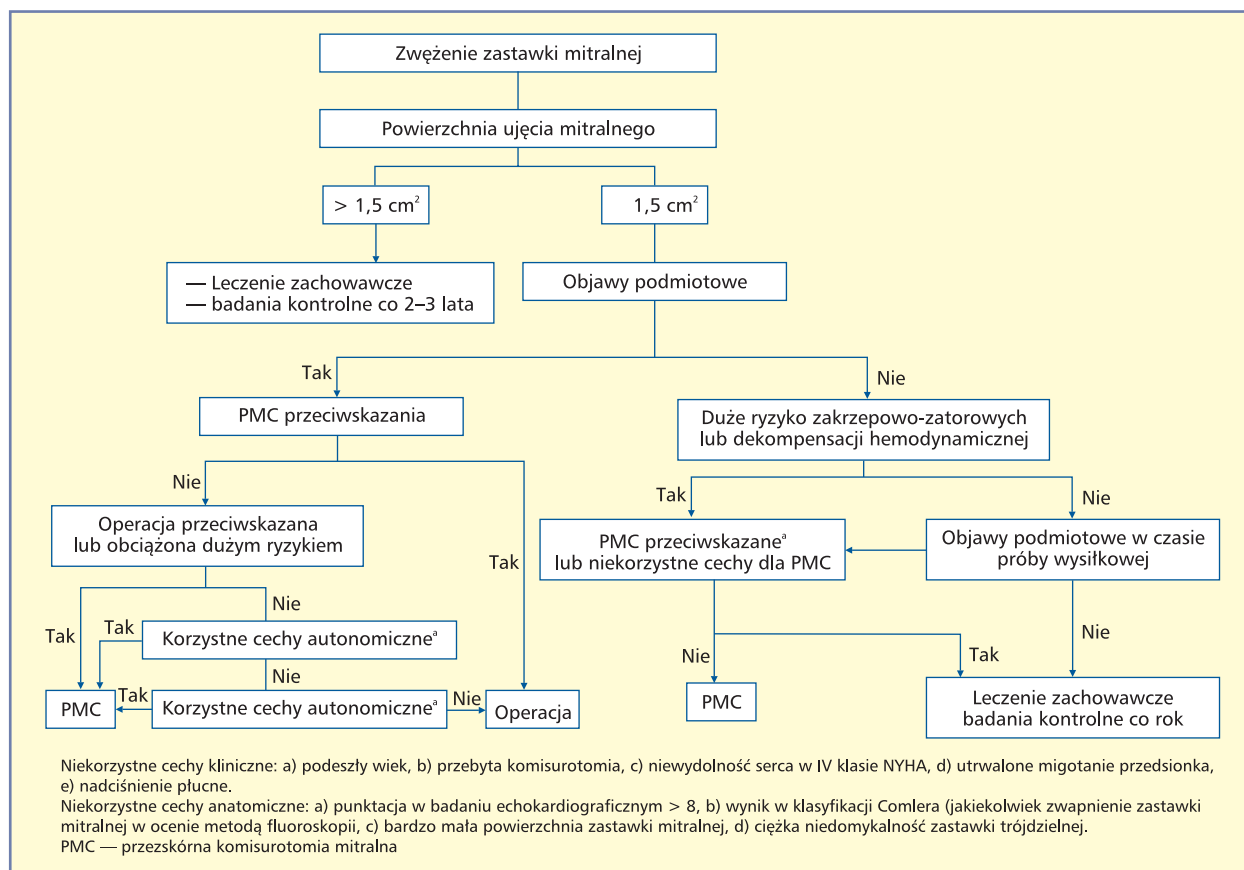 Zwężenie zastawki mitralnej
Powierzchnia ujęcia mitralnego
> 1,5 cm²
1,5 cm²
— Leczenie zachowawcze
— badania kontrolne co 2–3 lata
Objawy podmiotowe
Tak
Nie
PMC przeciwskazania
Duże ryzyko zakrzepowo-zatorowych
lub dekompensacji hemodynamicznej
Nie
Tak
Tak
Nie
Operacja przeciwskazana
lub obciążona dużym ryzykiem
PMC przeciwskazaneᵃ
lub niekorzystne cechy dla PMC
Objawy podmiotowe w czasie
próby wysiłkowej
Tak
Nie
Tak
Korzystne cechy autonomiczneᵃ
Nie
Nie
Tak
Nie
PMC
Tak
Korzystne cechy autonomiczneᵃ
Nie
Operacja
PMC
Leczenie zachowawcze
badania kontrolne co rok
Niekorzystne cechy kliniczne: a) podeszły wiek, b) przebyta komisurotomia, c) niewydolność serca w IV klasie NYHA, d) utrwalone migotanie przedsionka,
e) nadciśnienie płucne.
Niekorzystne cechy anatomiczne: a) punktacja w badaniu echokardiograficznym > 8, b) wynik w klasyfikacji Comlera (jakiekolwiek zwapnienie zastawki
mitralnej w ocenie metodą fluoroskopii, c) bardzo mała powierzchnia zastawki mitralnej, d) ciężka niedomykalność zastawki trójdzielnej.
PMC — przezskórna komisurotomia mitralna